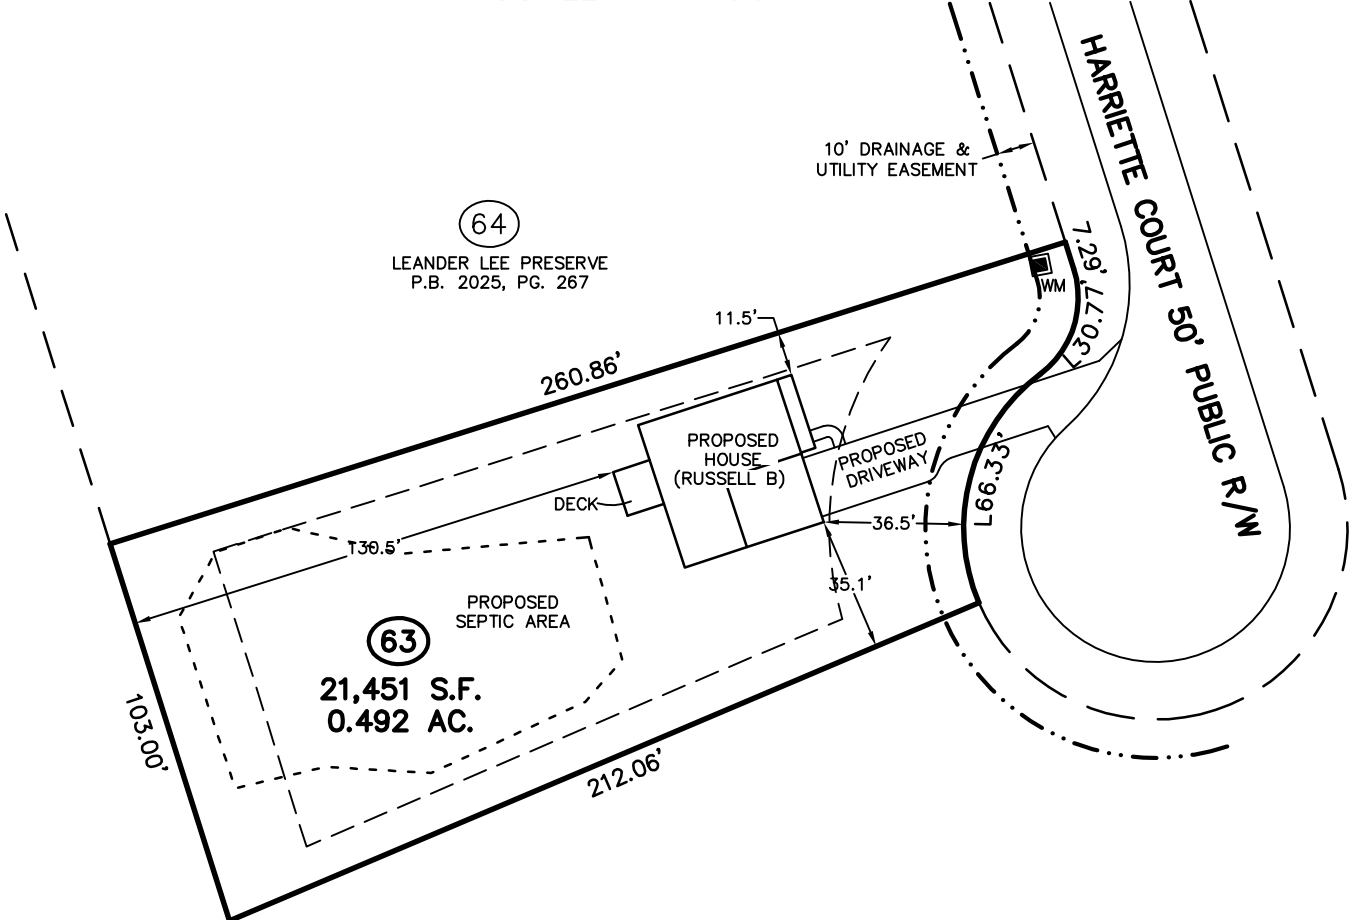 HARRIETTE COURT 50' PUBLIC R/W
10' DRAINAGE &
UTILITY EASEMENT
64
LEANDER LEE PRESERVE
P.B. 2025, PG. 267
7.29'
WM
L30.77'
11.5'
260.86'
PROPOSED
HOUSE
(RUSSELL B)
PROPOSED
DRIVEWAY
L66.33'
DECK
36.5'
130.5'
35.1'
PROPOSED
SEPTIC AREA
63
21,451 S.F.
0.492 AC.
103.00'
212.06'